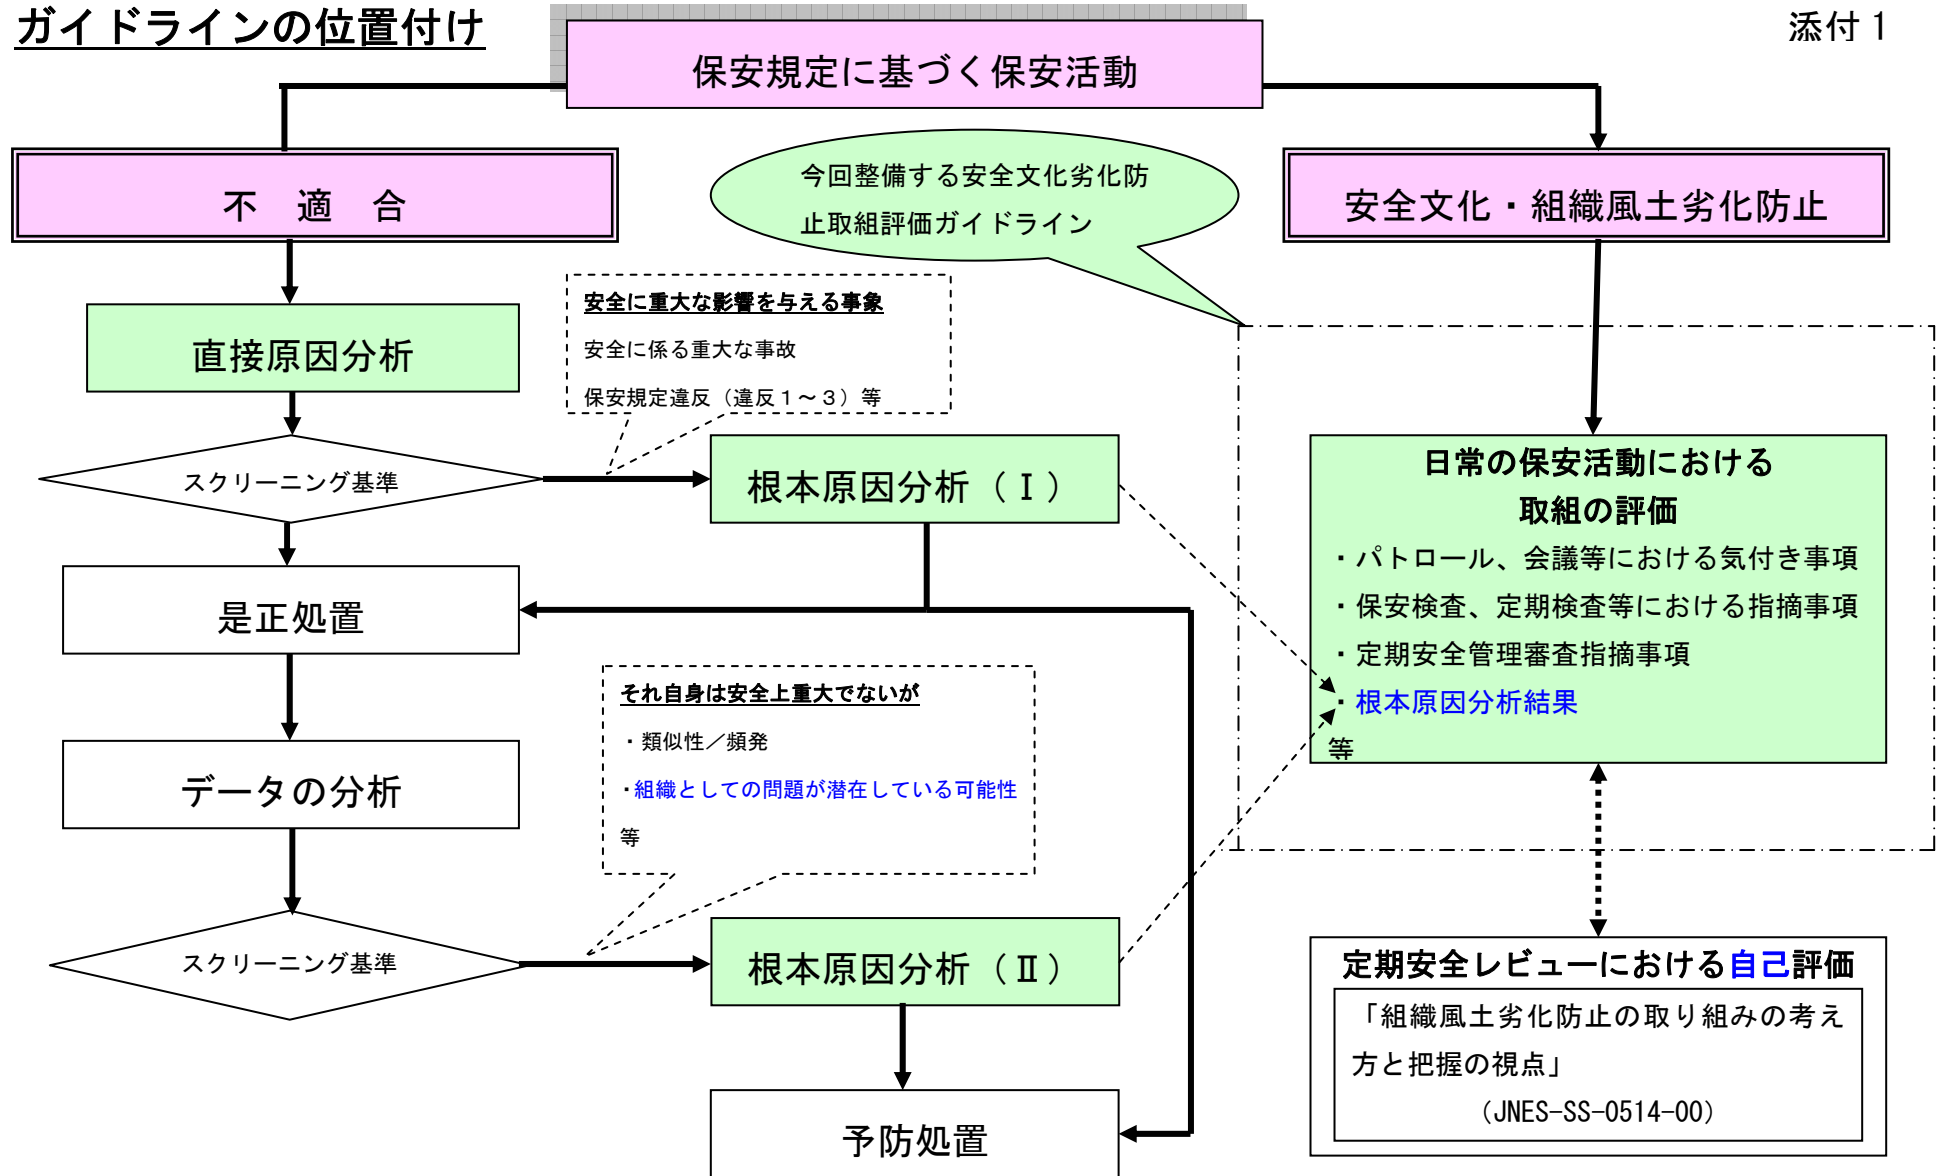 ガイドラインの位置付け
添付１
保安規定に基づく保安活動
不　適　合
今回整備する安全文化劣化防
止取組評価ガイドライン
安全文化・組織風土劣化防止
直接原因分析
安全に重大な影響を与える事象
安全に係る重大な事故
保安規定違反（違反１～３）等
スクリーニング基準
根本原因分析（Ⅰ）
日常の保安活動における
取組の評価
・パトロール、会議等における気付き事項
・保安検査、定期検査等における指摘事項
・定期安全管理審査指摘事項
・根本原因分析結果
等
是正処置
それ自身は安全上重大でないが
・類似性／頻発
・組織としての問題が潜在している可能性
等
データの分析
スクリーニング基準
根本原因分析（Ⅱ）
定期安全レビューにおける自己評価
「組織風土劣化防止の取り組みの考え
方と把握の視点」
（JNES-SS-0514-00）
予防処置